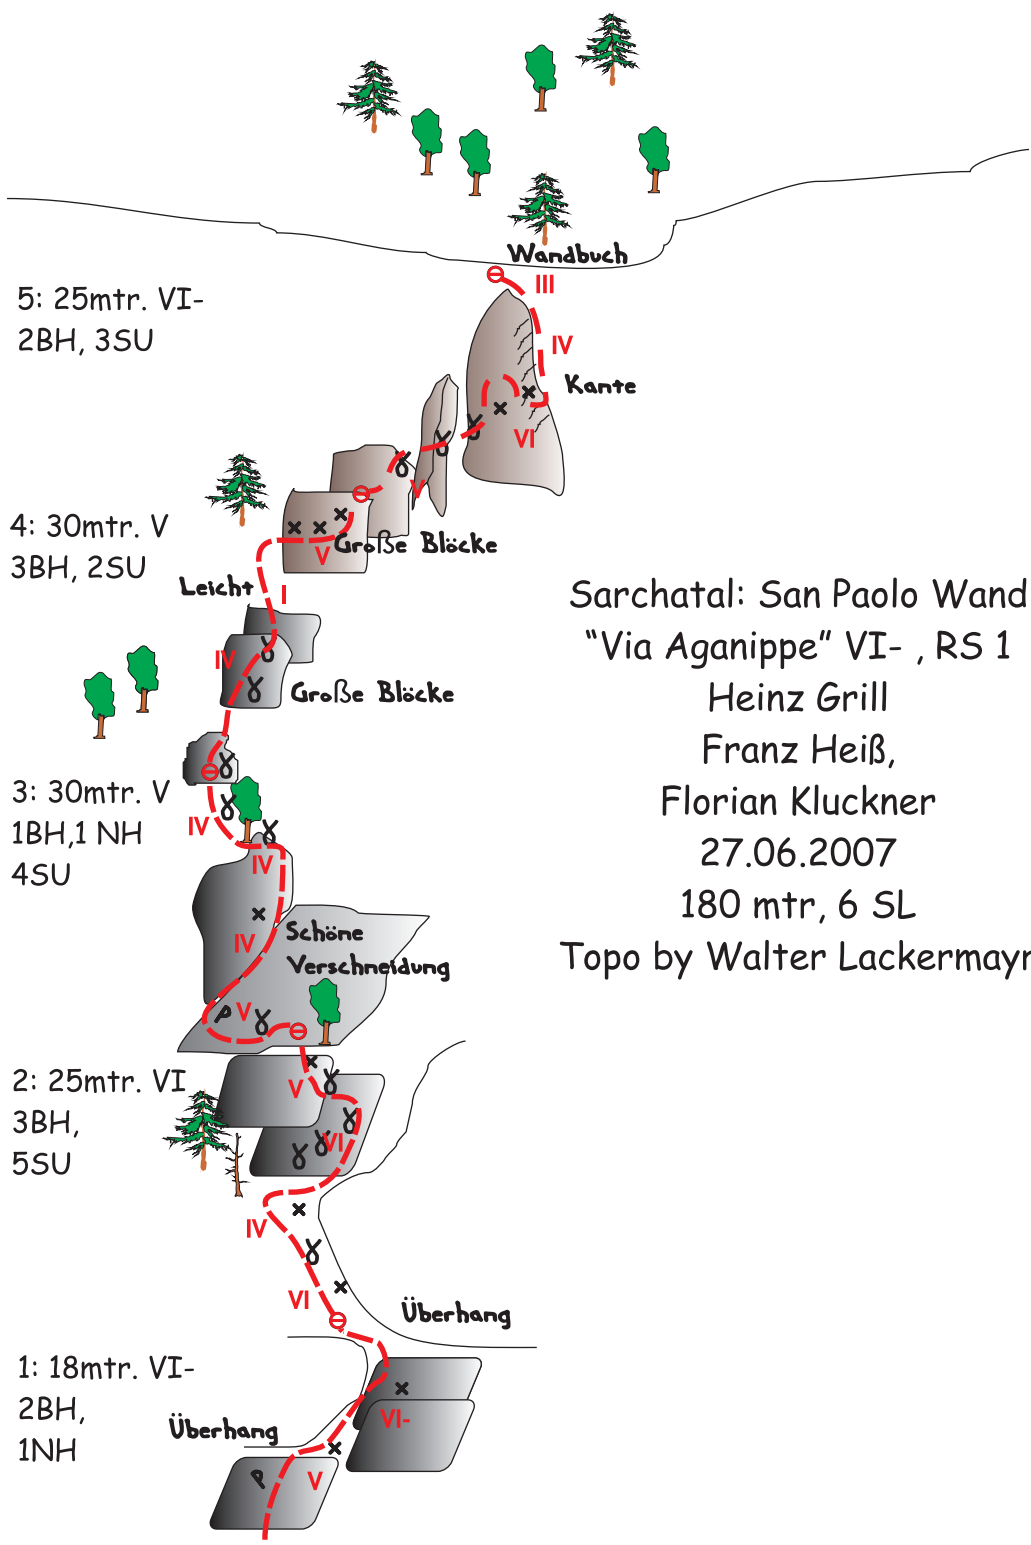 Wandbuch
III
5: 25mtr. VI-
2BH, 3SU
IV
Kante
VI
V
4: 30mtr. V
3BH, 2SU
V
Große Blöcke
Leicht
I
IV
Große Blöcke
Sarchatal: San Paolo Wand
“Via Aganippe” VI- , RS 1
Heinz Grill
Franz Heiß,
Florian Kluckner
27.06.2007
180 mtr, 6 SL
Topo by Walter Lackermayr
3: 30mtr. V
1BH,1 NH
4SU
IV
IV
IV
Schöne
Verschneidung
V
2: 25mtr. VI
3BH,
5SU
V
VI
IV
VI
Überhang
1: 18mtr. VI-
2BH,
1NH
VI-
Überhang
V